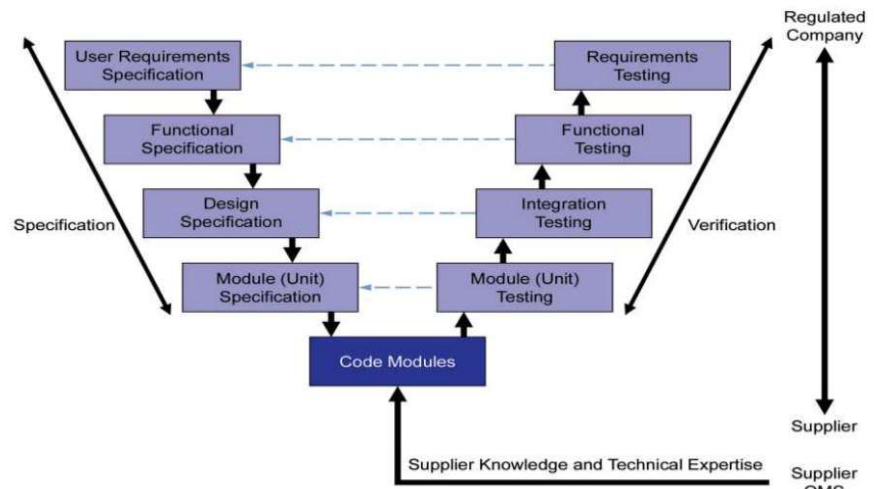 Regulated
Company
User Requirements
Specification
Requirements
Testing
Functional
Specification
Functional
Testing
Design
Specification
Integration
Testing
Specification
Verification
Module (Unit)
Specification
Module (Unit)
Testing
Code Modules
Supplier
Supplier Knowledge and Technical Expertise
Supplier
QMS